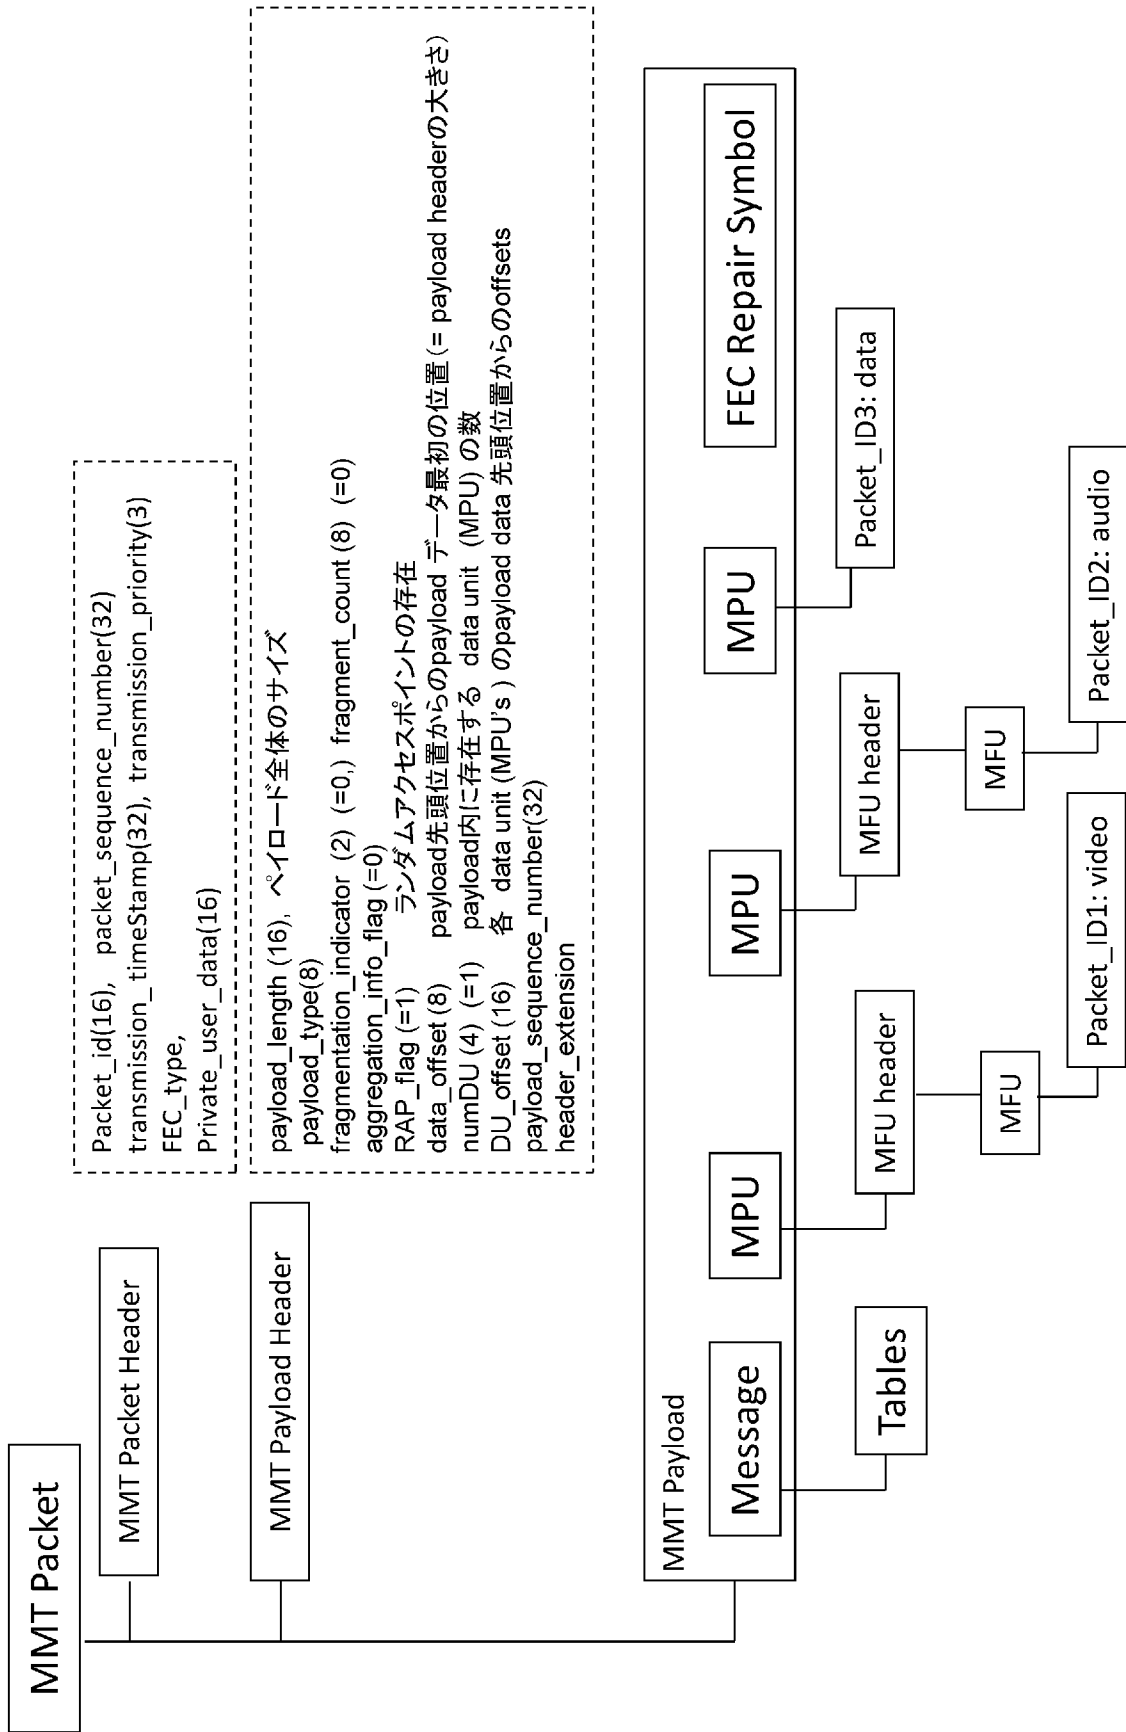 MMT Packet
MMT Packet Header
Packet_id(16),   packet_sequence_number(32)
transmission_timeStamp(32), transmission_priority(3)
FEC_type,
Private_user_data(16)
MMT Payload Header
payload_length (16),  ペイロード全体のサイズ
payload_type(8)
fragmentation_indicator (2) (=0,) fragment_count (8) (=0)
aggregation_info_flag (=0)
RAP_flag (=1)  ランダムアクセスポイントの存在
data_offset (8)  payload先頭位置からのpayload データ最初の位置(= payload headerの大きさ)
numDU (4) (=1)  payload内に存在する data unit (MPU) の数
DU_offset (16)  各 data unit (MPU's ) のpayload data 先頭位置からのoffsets
payload_sequence_number(32)
header_extension
MMT Payload
Message
MPU
MPU
MPU
FEC Repair Symbol
Tables
MFU header
MFU header
Packet_ID3: data
MFU
MFU
Packet_ID1: video
Packet_ID2: audio